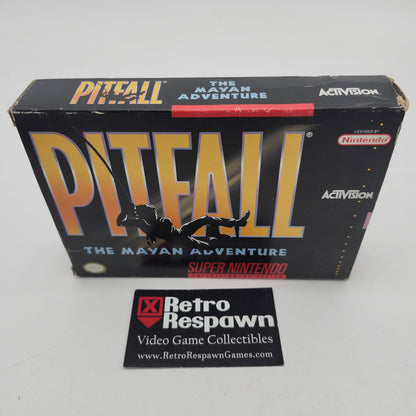 PITFALL
THE
MAYAN
ADVENTURE
ACTIVISION
LICENSED BY
Nintendo
PITFALL®
ACTIVISION
THE MAYAN ADVENTURE
SUPER NINTENDO
Retro
Respawn
Video Game Collectibles
www.RetroRespawnGames.com